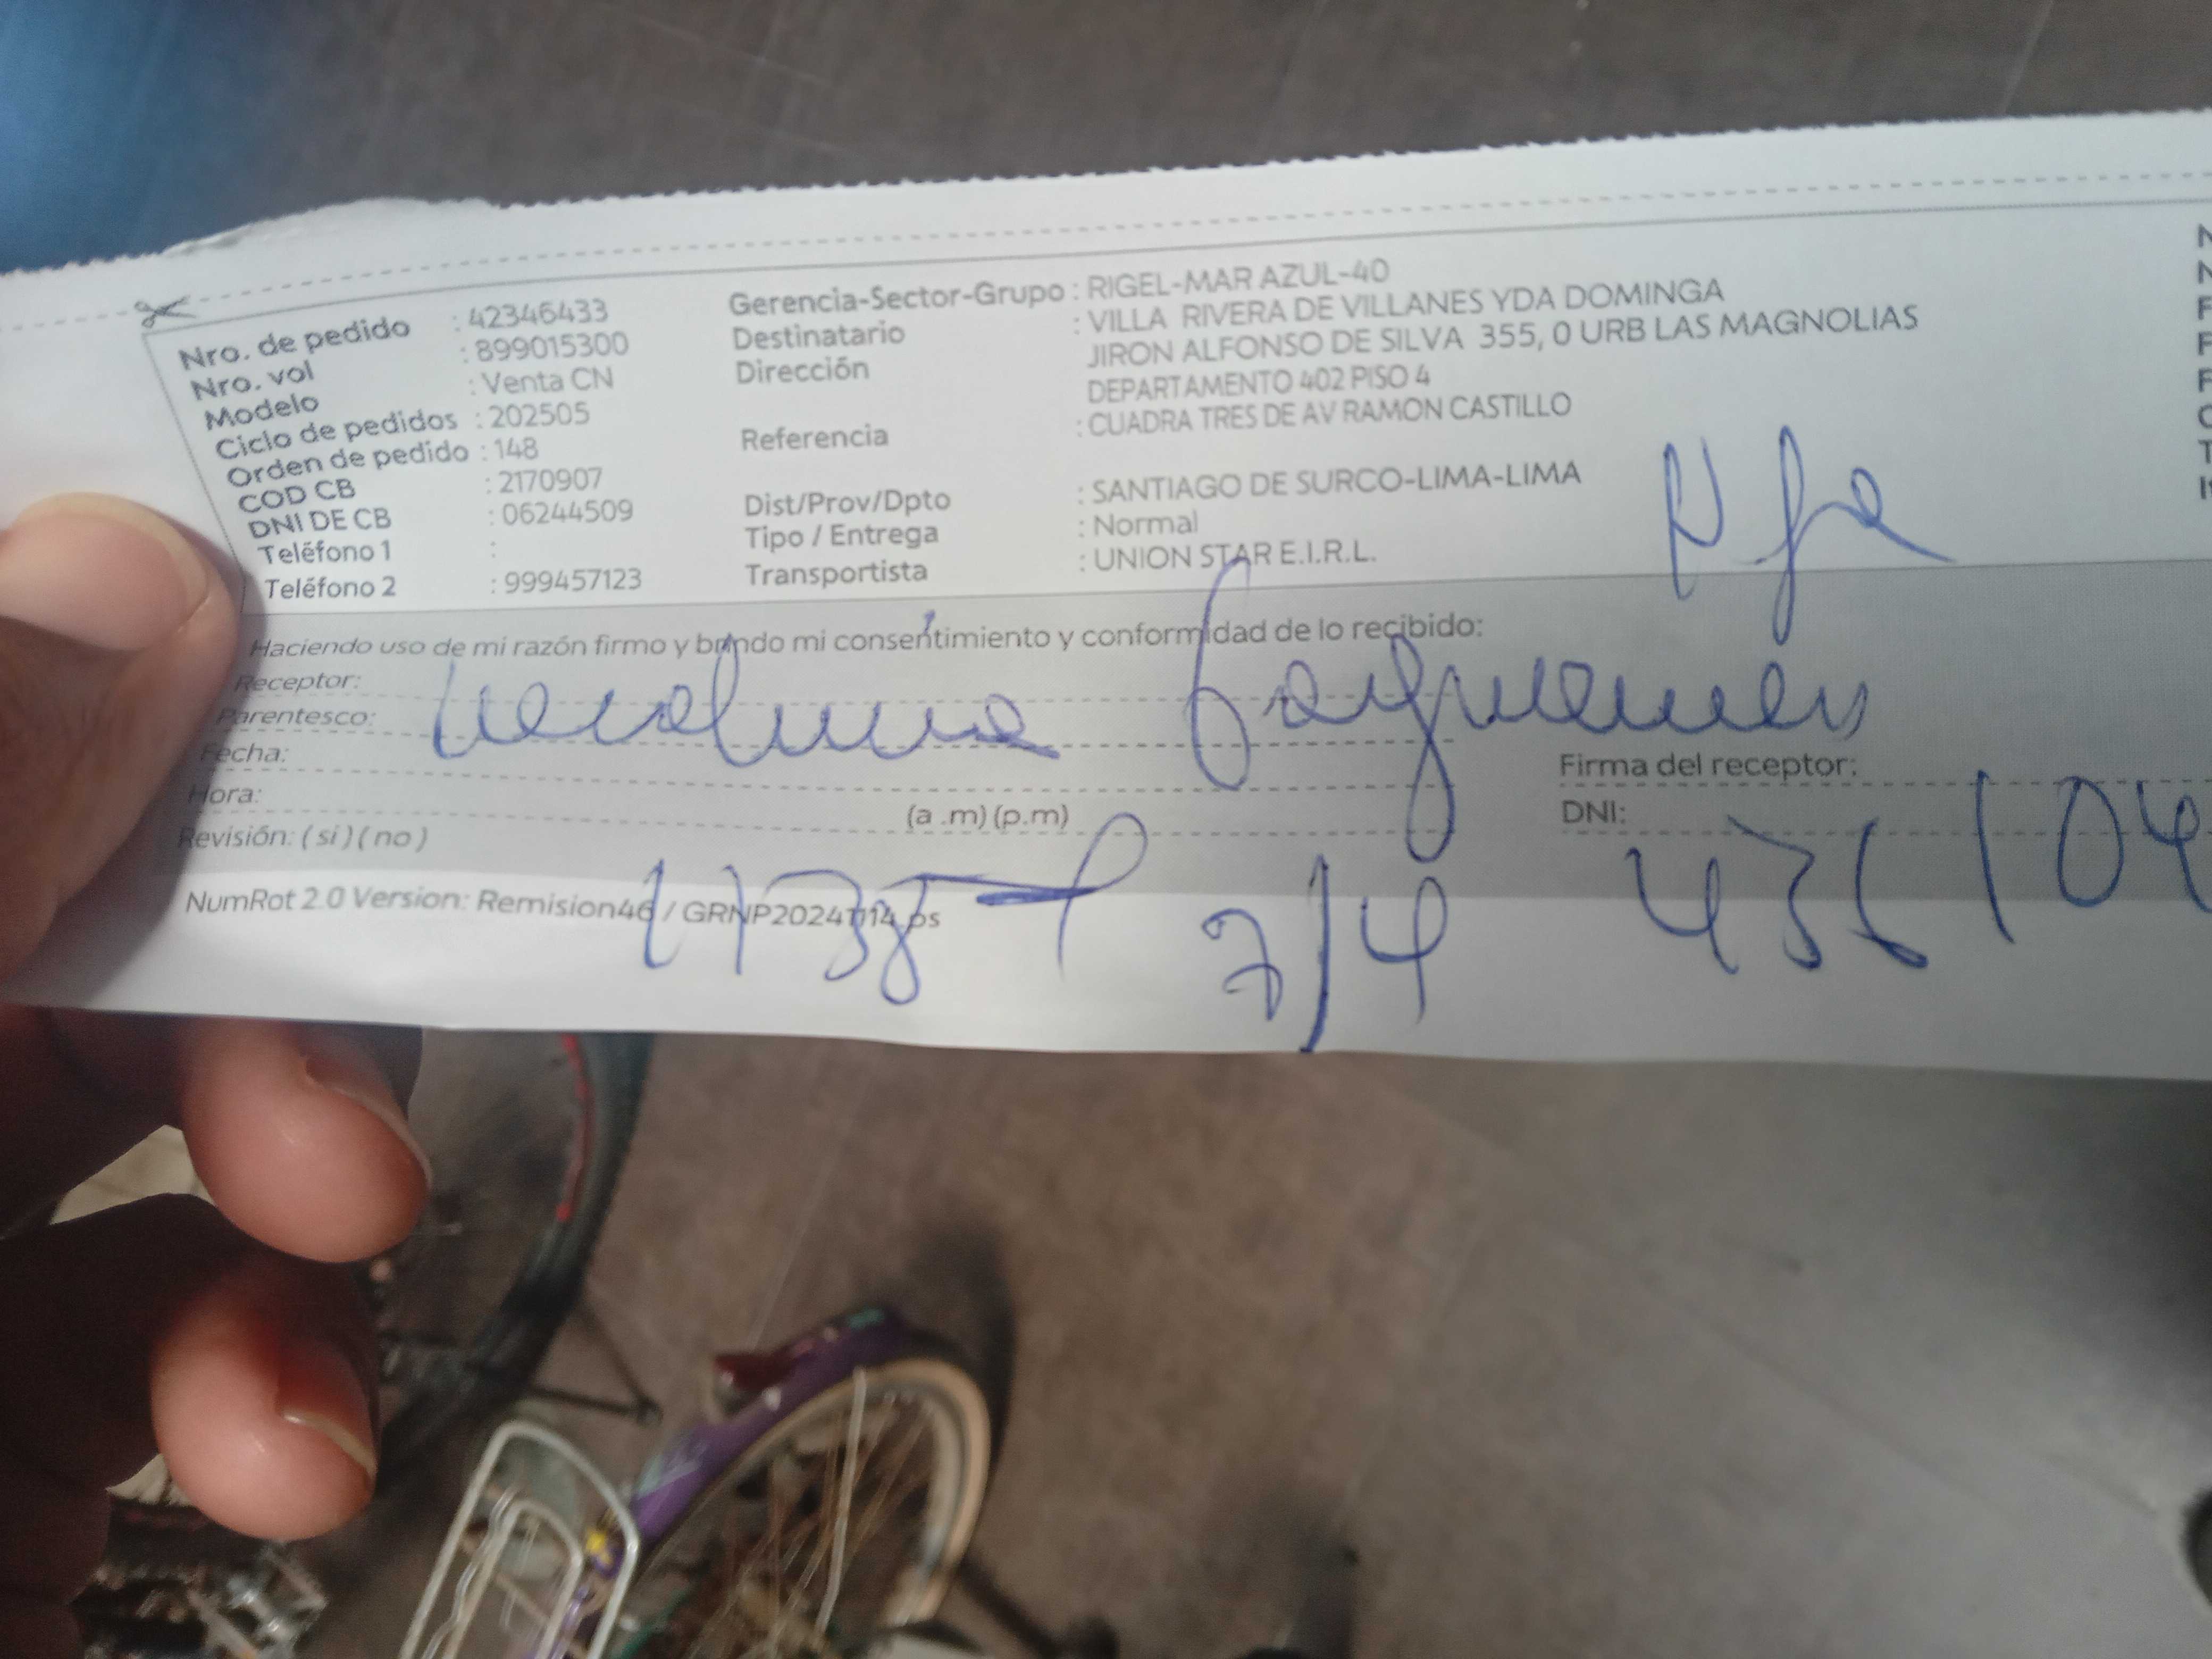 Nro. de pedido : 42346433
Nro. vol : 899015300
Modelo : Venta CN
Ciclo de pedidos : 202505
Orden de pedido : 148
COD CB : 2170907
DNI DE CB : 06244509
Teléfono 1 :
Teléfono 2 : 999457123
Gerencia-Sector-Grupo : RIGEL-MAR AZUL-40
Destinatario : VILLA RIVERA DE VILLANES YDA DOMINGA
Dirección JIRON ALFONSO DE SILVA 355, 0 URB LAS MAGNOLIAS
DEPARTAMENTO 402 PISO 4
Referencia : CUADRA TRES DE AV RAMON CASTILLO
Dist/Prov/Dpto : SANTIAGO DE SURCO-LIMA-LIMA
Tipo / Entrega : Normal
Transportista : UNION STAR E.I.R.L.
Haciendo uso de mi razón firmo y brindo mi consentimiento y conformidad de lo recibido:
Receptor:
Parentesco:
Fecha:
Hora: (a .m) (p.m)
Revisión: ( si ) ( no )
Firma del receptor:
DNI:
NumRot 2.0 Version: Remision46 / GRNP20241114.ps
7/4
436104